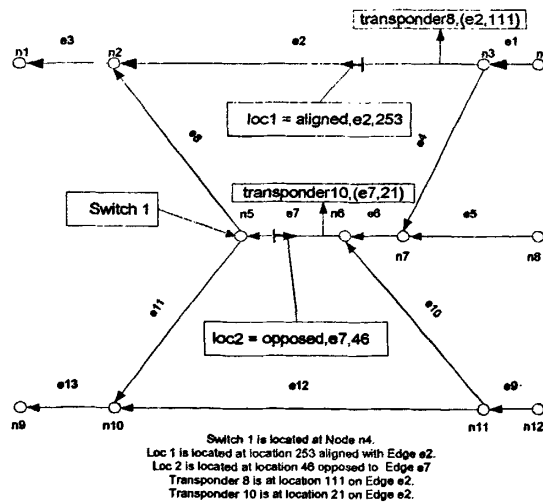 transponder8,(e2,111)
n1
e3
n2
e2
n3
e1
n
loc1 = aligned,e2,253
e8
e4
transponder10,(e7,21)
Switch 1
n5
e7
n6
e6
e5
n7
n8
e11
e10
loc2 = opposed,e7,46
e13
e12
e9
n9
n10
n11
n12
Switch 1 is located at Node n4.
Loc 1 is located at location 253 aligned with Edge e2.
Loc 2 is located at location 46 opposed to Edge e7
Transponder 8 is at location 111 on Edge e2.
Transponder 10 is at location 21 on Edge e2.